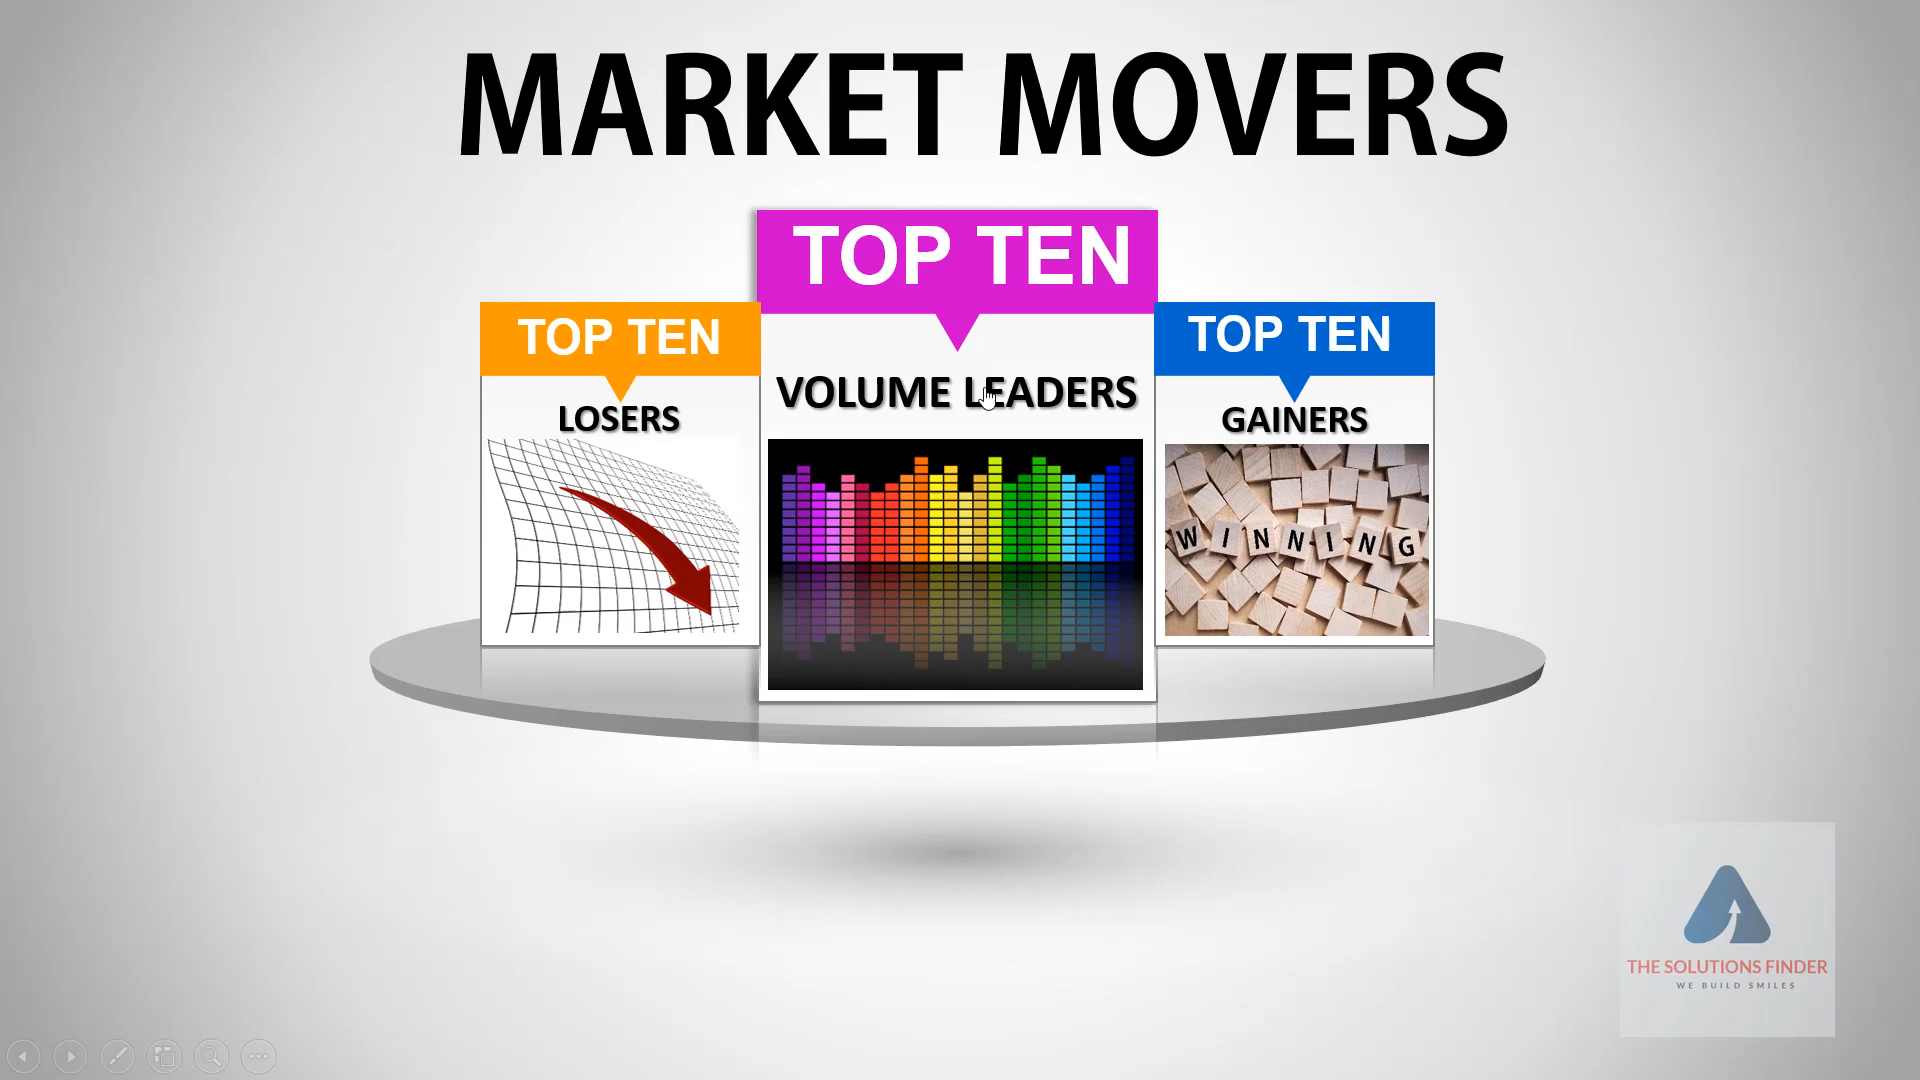 MARKET MOVERS
TOP TEN
LOSERS
TOP TEN
VOLUME LEADERS
TOP TEN
GAINERS
WINNING
THE SOLUTIONS FINDER
WE BUILD SMILES